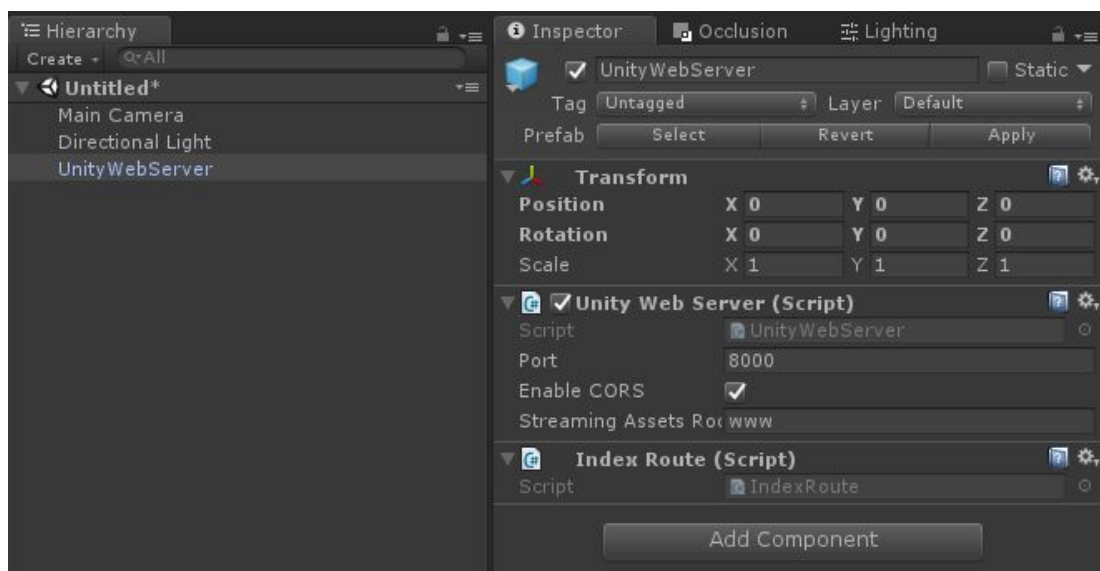 Hierarchy
Create
All
Untitled*
Main Camera
Directional Light
UnityWebServer
Inspector Occlusion Lighting
UnityWebServer Static
Tag Untagged Layer Default
Prefab Select Revert Apply
Transform
Position X 0 Y 0 Z 0
Rotation X 0 Y 0 Z 0
Scale X 1 Y 1 Z 1
Unity Web Server (Script)
Script UnityWebServer
Port 8000
Enable CORS
Streaming Assets Roo www
Index Route (Script)
Script IndexRoute
Add Component